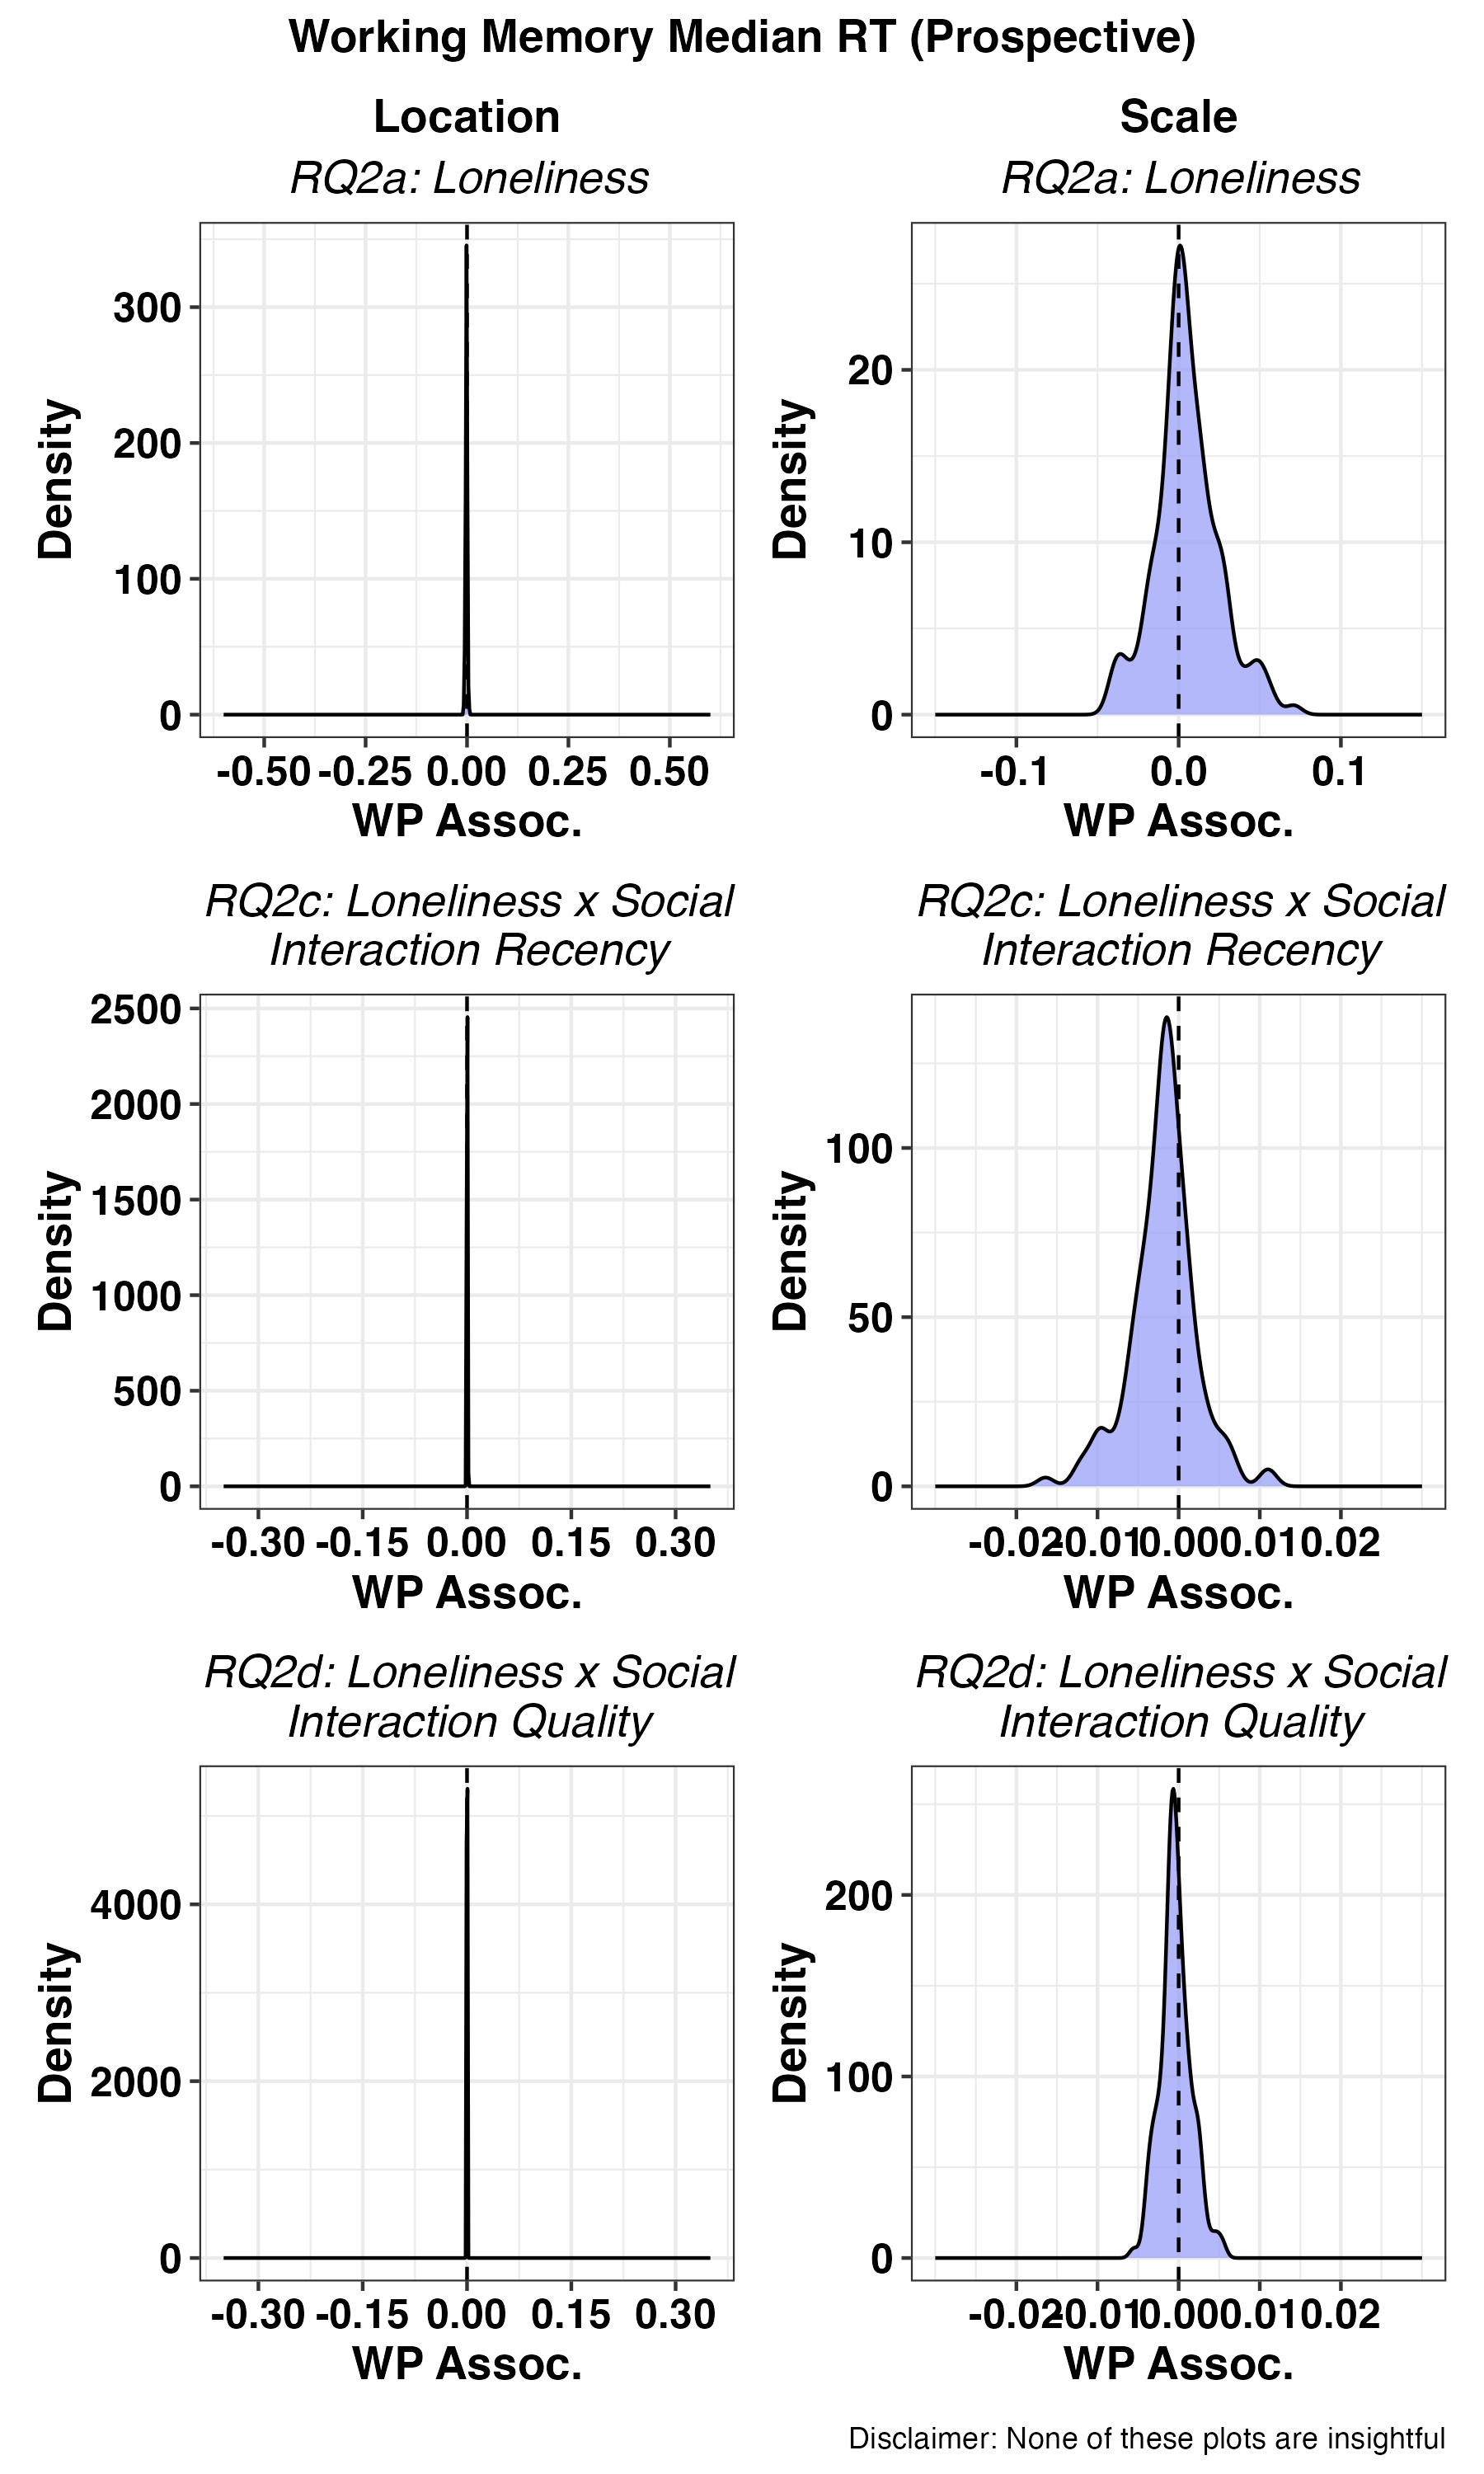 Working Memory Median RT (Prospective)
Location
RQ2a: Loneliness
Density
300
200
100
0
-0.50 -0.25 0.00 0.25 0.50
WP Assoc.
Scale
RQ2a: Loneliness
Density
20
10
0
-0.1 0.0 0.1
WP Assoc.
RQ2c: Loneliness x Social
Interaction Recency
Density
2500
2000
1500
1000
500
0
-0.30 -0.15 0.00 0.15 0.30
WP Assoc.
RQ2c: Loneliness x Social
Interaction Recency
Density
100
50
0
-0.02 -0.01 0.00 0.01 0.02
WP Assoc.
RQ2d: Loneliness x Social
Interaction Quality
Density
4000
2000
0
-0.30 -0.15 0.00 0.15 0.30
WP Assoc.
RQ2d: Loneliness x Social
Interaction Quality
Density
200
100
0
-0.02 -0.01 0.00 0.01 0.02
WP Assoc.
Disclaimer: None of these plots are insightful